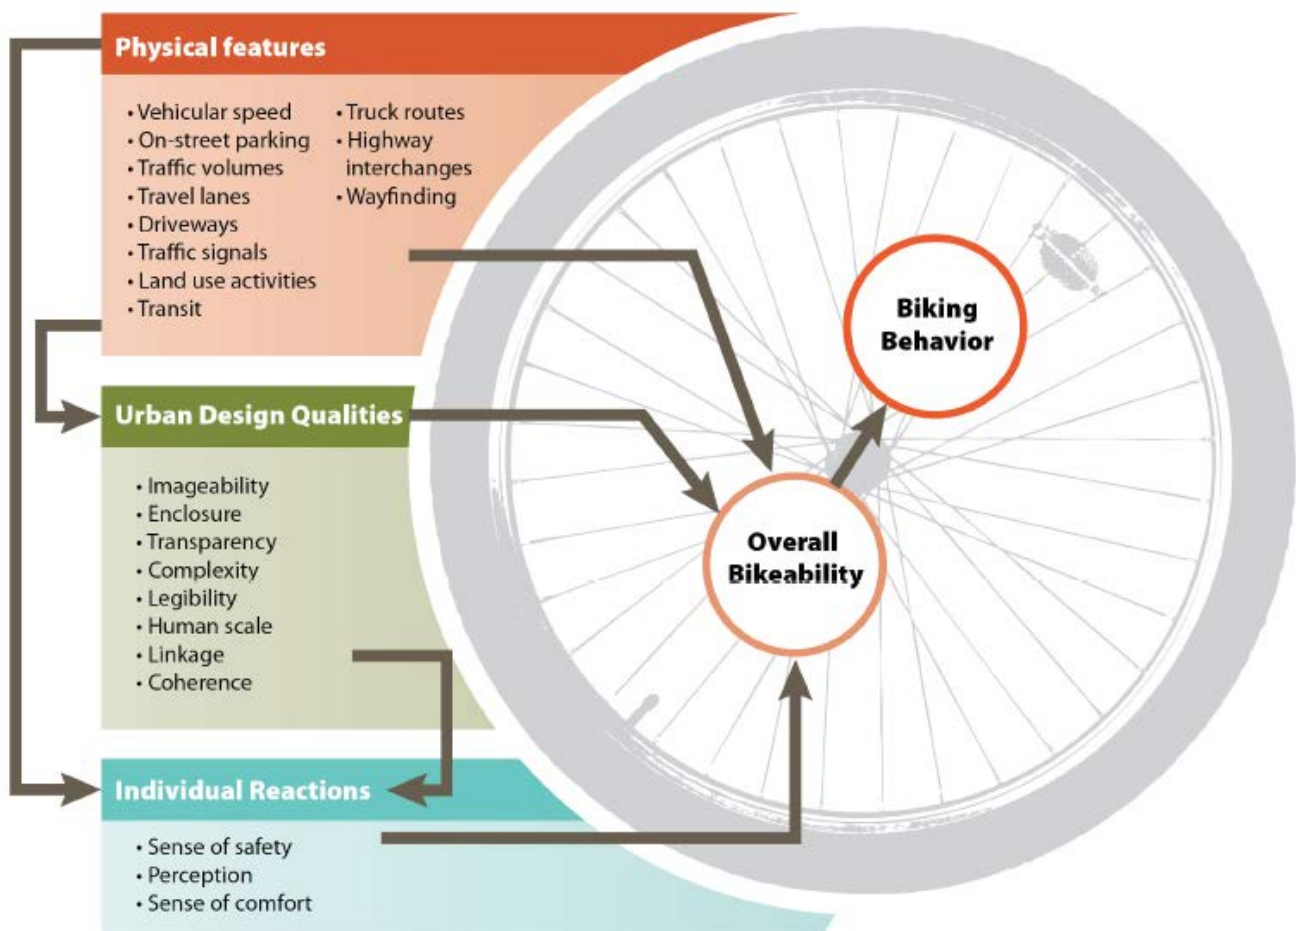 Physical features
• Vehicular speed
• On-street parking
• Traffic volumes
• Travel lanes
• Driveways
• Traffic signals
• Land use activities
• Transit
• Truck routes
• Highway
interchanges
• Wayfinding
Urban Design Qualities
• Imageability
• Enclosure
• Transparency
• Complexity
• Legibility
• Human scale
• Linkage
• Coherence
Individual Reactions
• Sense of safety
• Perception
• Sense of comfort
Biking
Behavior
Overall
Bikeability